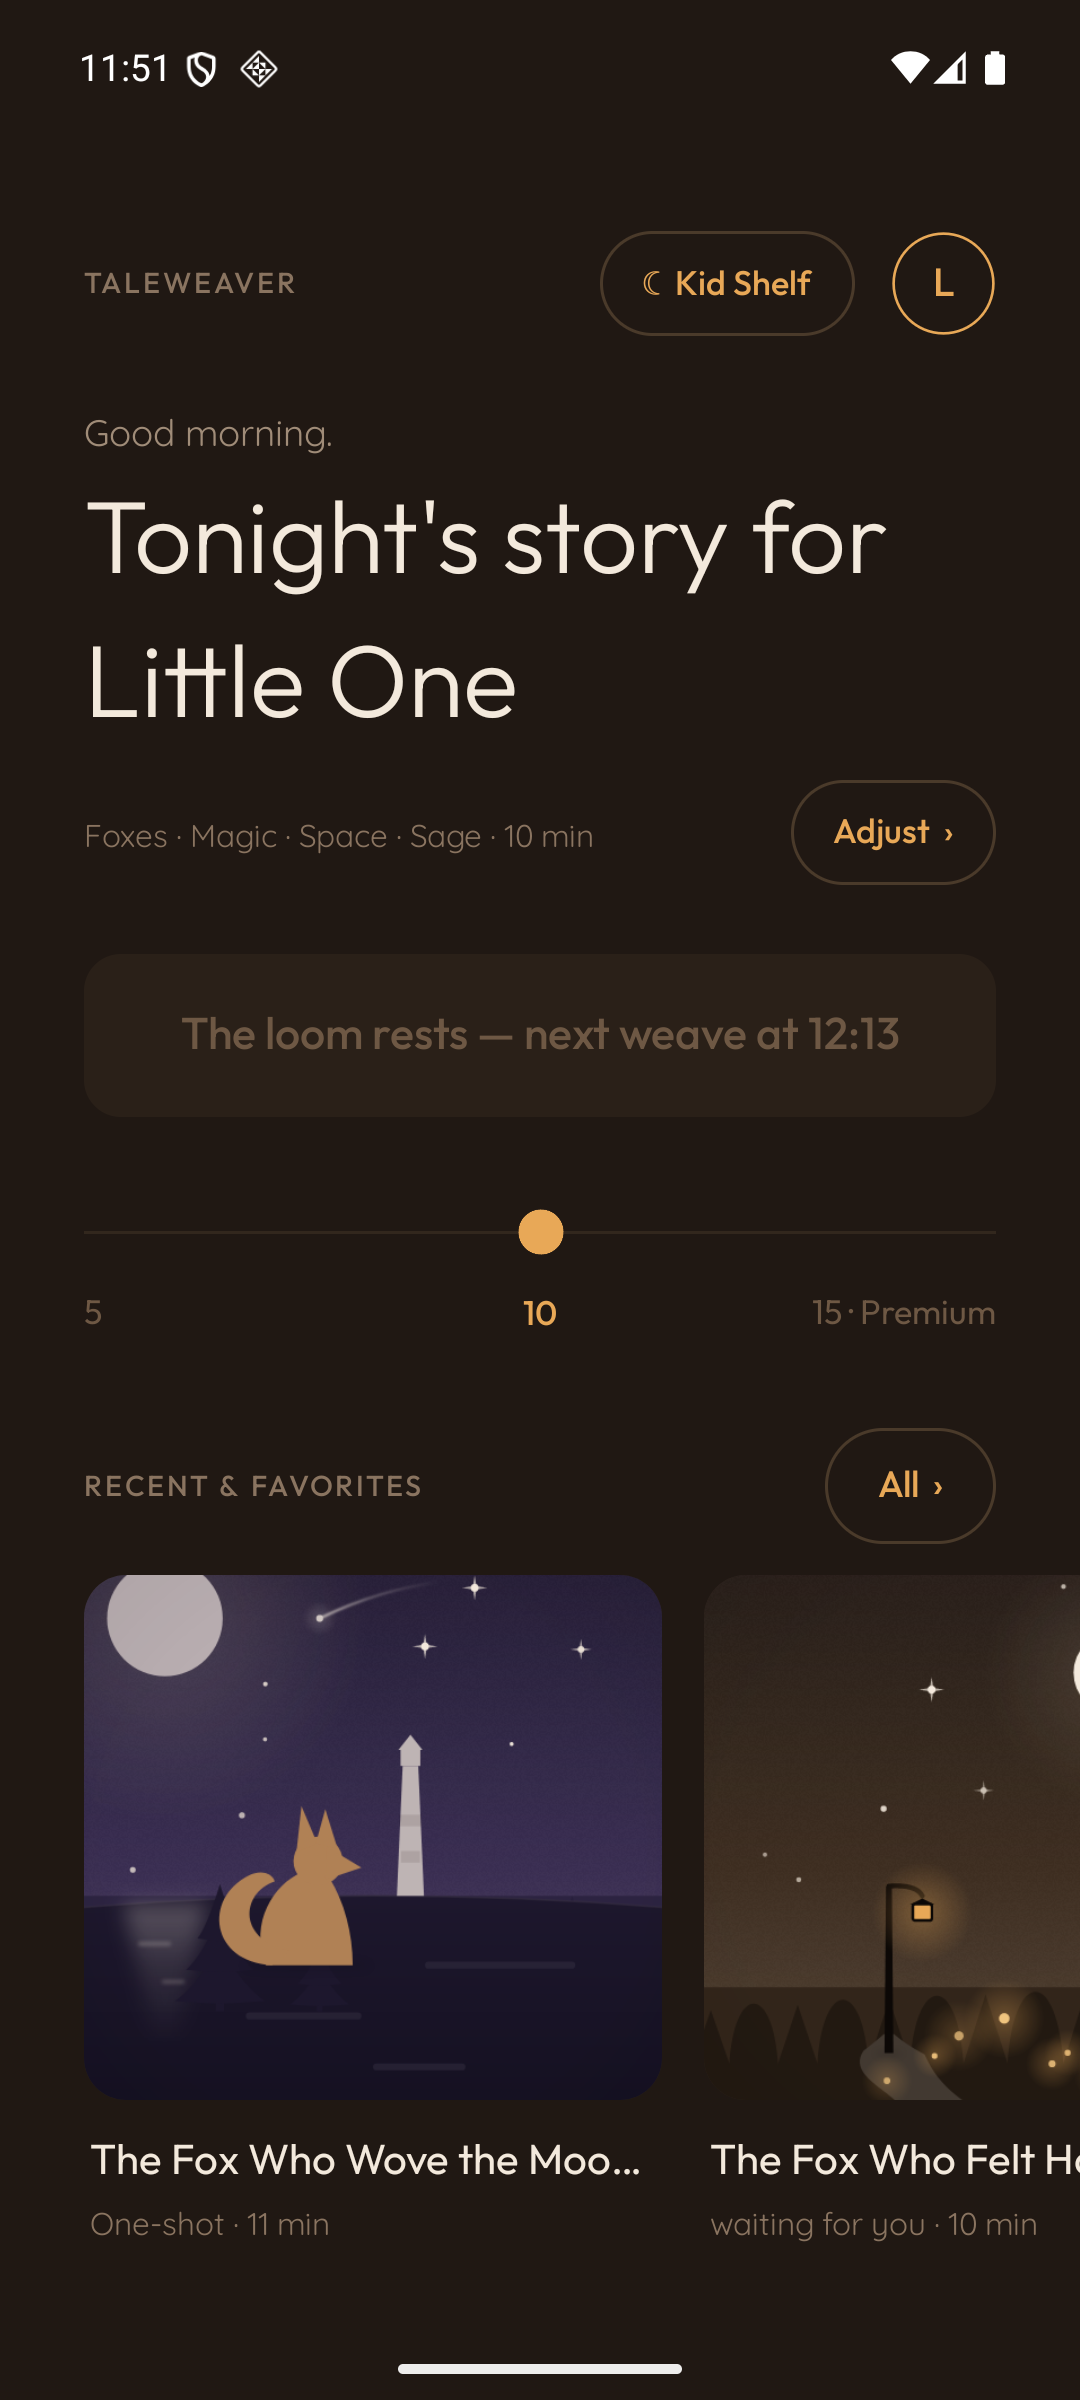 11:51
TALEWEAVER
☾ Kid Shelf
L
Good morning.
Tonight's story for
Little One
Foxes · Magic · Space · Sage · 10 min
Adjust ›
The loom rests — next weave at 12:13
5
10
15 · Premium
RECENT & FAVORITES
All ›
The Fox Who Wove the Moo...
One-shot · 11 min
The Fox Who Felt
waiting for you · 10 min